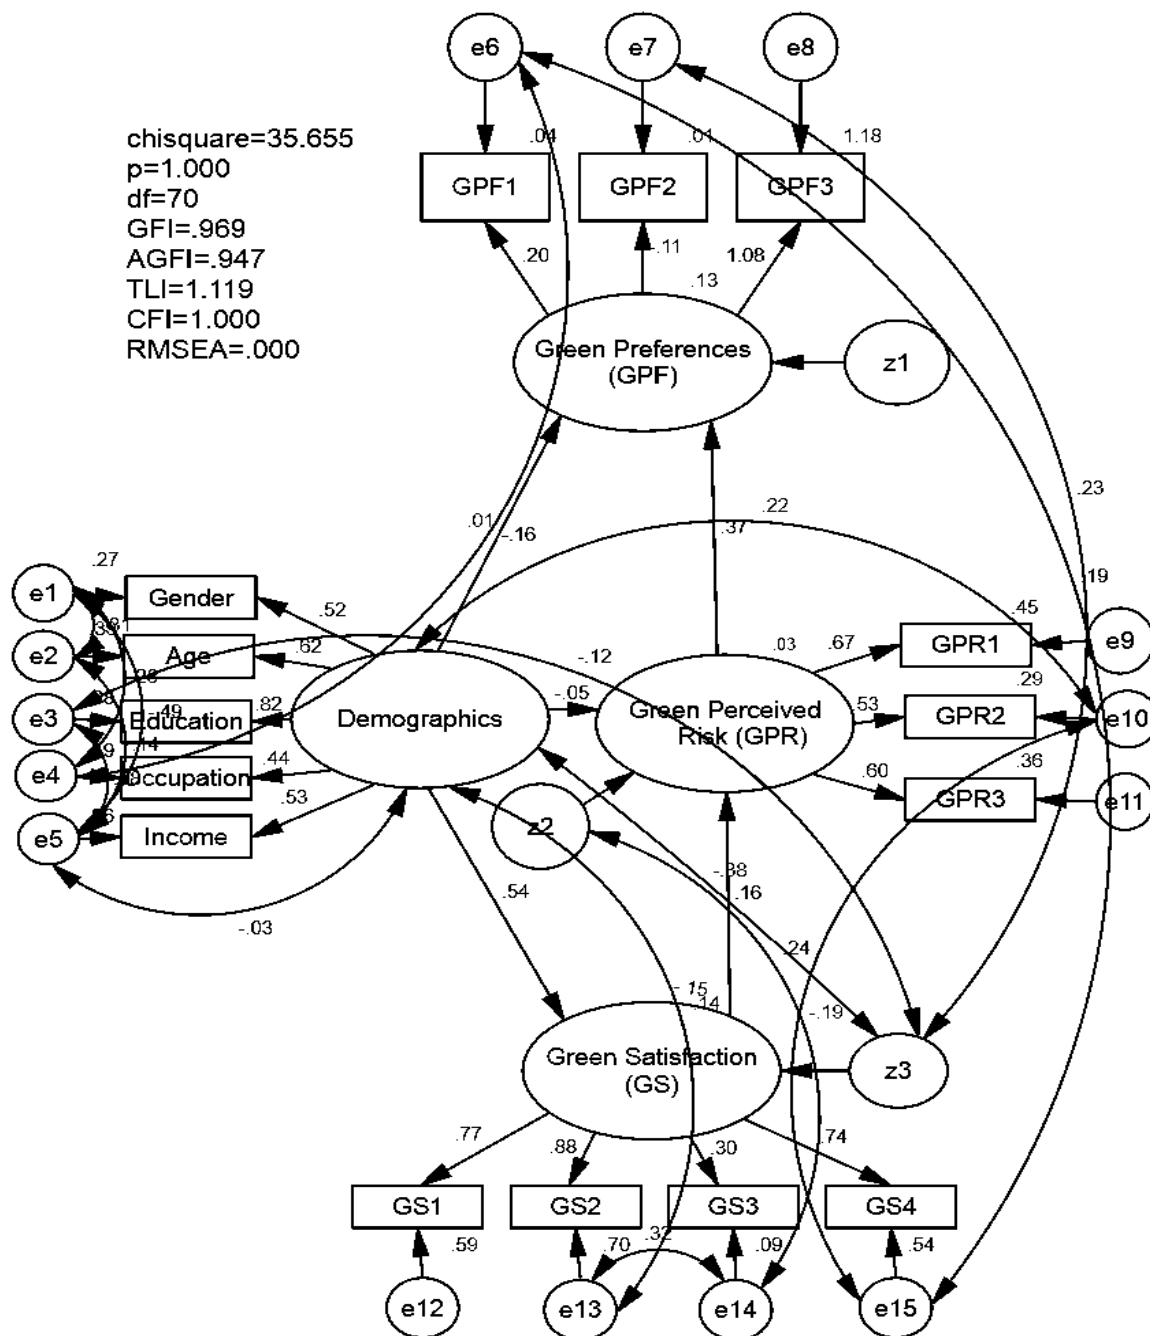 e6
e7
e8
chisquare=35.655
p=1.000
df=70
GFI=.969
AGFI=.947
TLI=1.119
CFI=1.000
RMSEA=.000
.04
.01
1.18
GPF1
GPF2
GPF3
.20
-.11
1.08
.13
Green Preferences
(GPF)
z1
.23
.22
.01
-.16
.37
.19
.27
e1
Gender
.52
.45
e2
Age
.62
-.12
.03
.67
GPR1
e9
.29
e3
Education
.82
.49
Demographics
-.05
Green Perceived
Risk (GPR)
.53
GPR2
e10
.14
e4
Occupation
.44
.36
.60
GPR3
e11
e5
Income
.53
z2
.54
-.38
.16
-.03
.24
-.15
.14
-.19
Green Satisfaction
(GS)
z3
.77
.88
.30
.74
GS1
GS2
GS3
GS4
.59
.70
.32
.09
.54
e12
e13
e14
e15